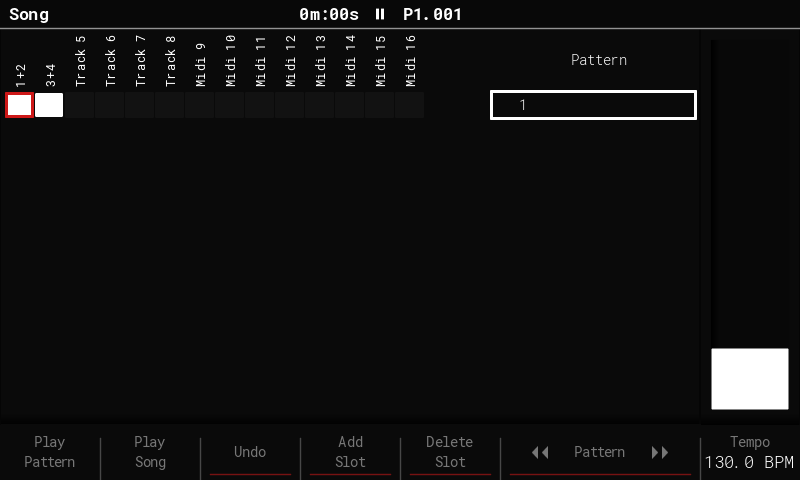 Song 0m:00s P1.001
1+2 3+4 Track 5 Track 6 Track 7 Track 8 Midi 9 Midi 10 Midi 11 Midi 12 Midi 13 Midi 14 Midi 15 Midi 16 Pattern
1
Play Pattern
Play Song
Undo
Add Slot
Delete Slot
Pattern
Tempo
130.0 BPM